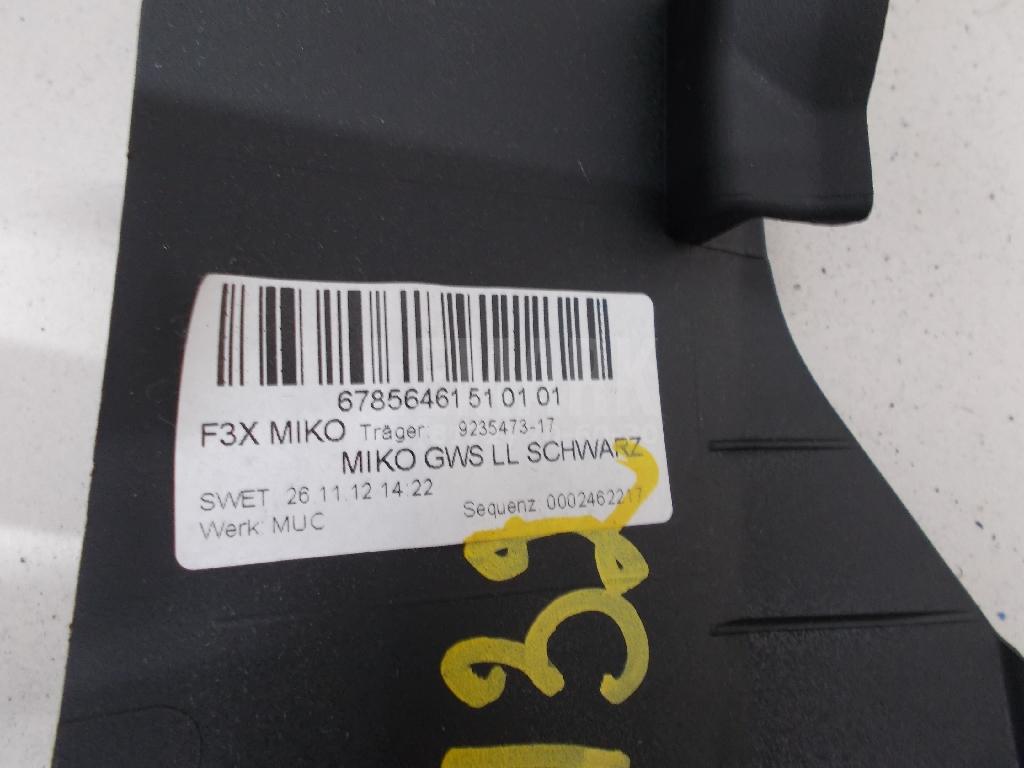 67856461 51 01 01
F3X MIKO Träger: 9235473-17
MIKO GWS LL SCHWARZ
SWET 26.11.12 14:22
Sequenz: 0002462217
Werk: MUC